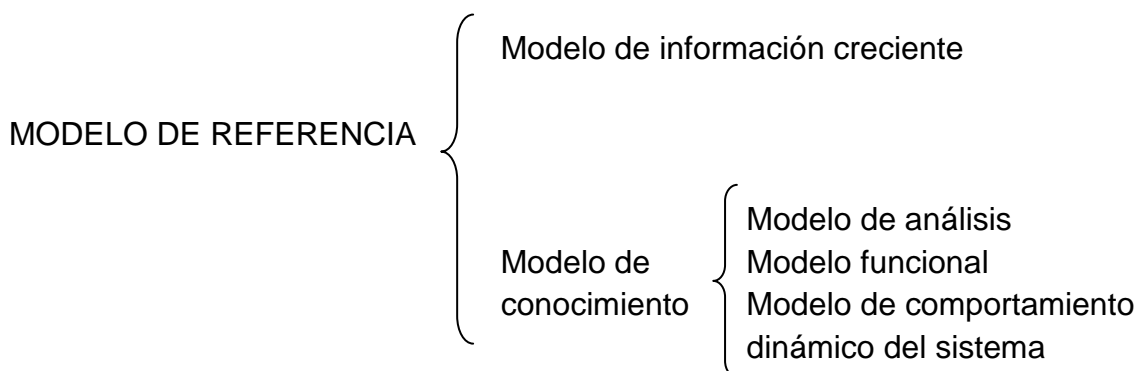 Modelo de información creciente
MODELO DE REFERENCIA
Modelo de análisis
Modelo de
Modelo funcional
conocimiento
Modelo de comportamiento
dinámico del sistema